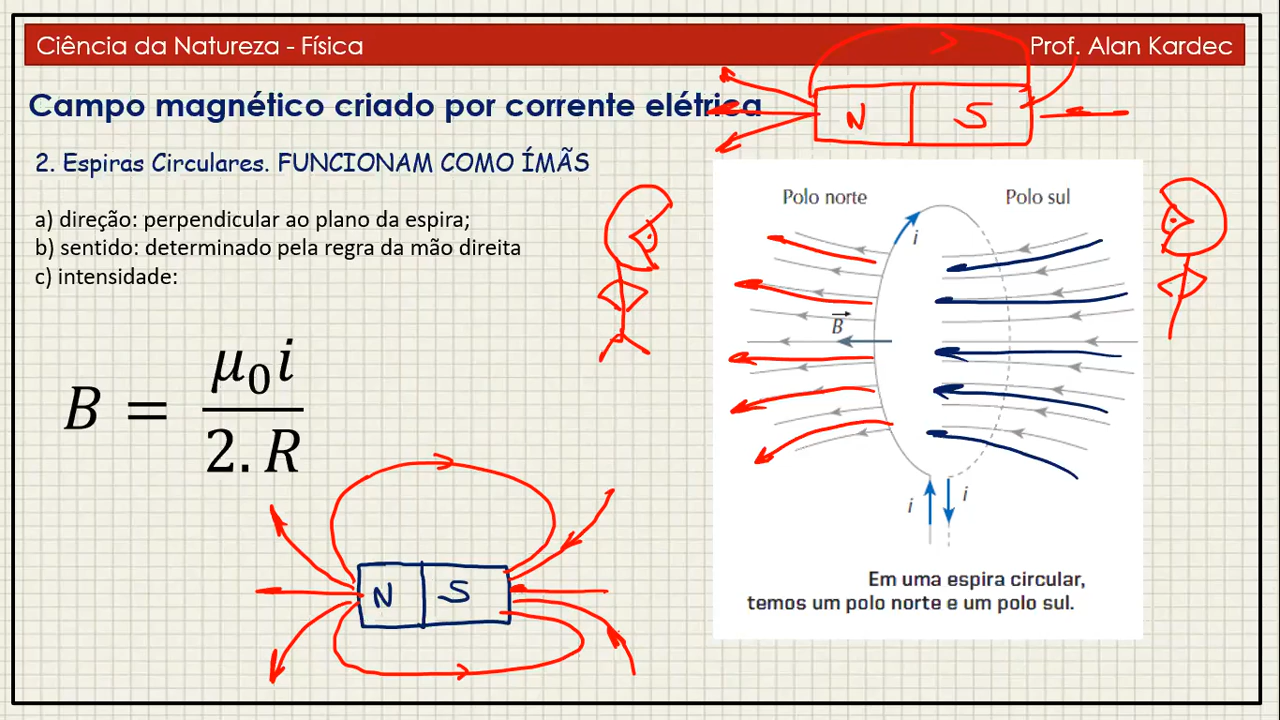 Ciência da Natureza - Física
Prof. Alan Kardec
Campo magnético criado por corrente elétrica
N S
2. Espiras Circulares. FUNCIONAM COMO ÍMÃS
a) direção: perpendicular ao plano da espira;
b) sentido: determinado pela regra da mão direita
c) intensidade:
B = μ₀i / 2. R
Polo norte
Polo sul
i
B⃗
i
i
Em uma espira circular,
temos um polo norte e um polo sul.
N S